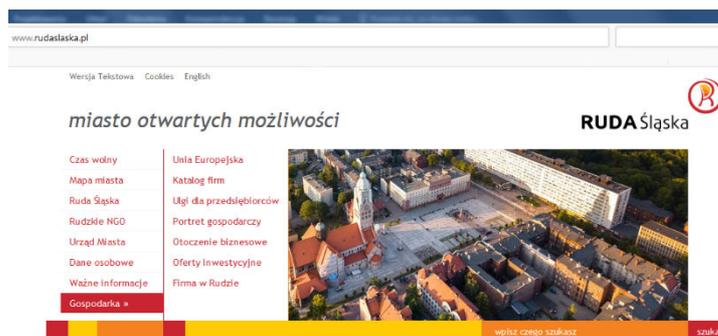 www.rudaslaska.pl
Wersja Tekstowa Cookies English
miasto otwartych możliwości
RUDA Śląska
Czas wolny
Mapa miasta
Ruda Śląska
Rudzkie NGO
Urząd Miasta
Dane osobowe
Ważne informacje
Gospodarka »
Unia Europejska
Katalog firm
Ulgi dla przedsiębiorców
Portret gospodarczy
Otoczenie biznesowe
Oferty Inwestycyjne
Firma w Rudzie
wpisz czego szukasz
szuka